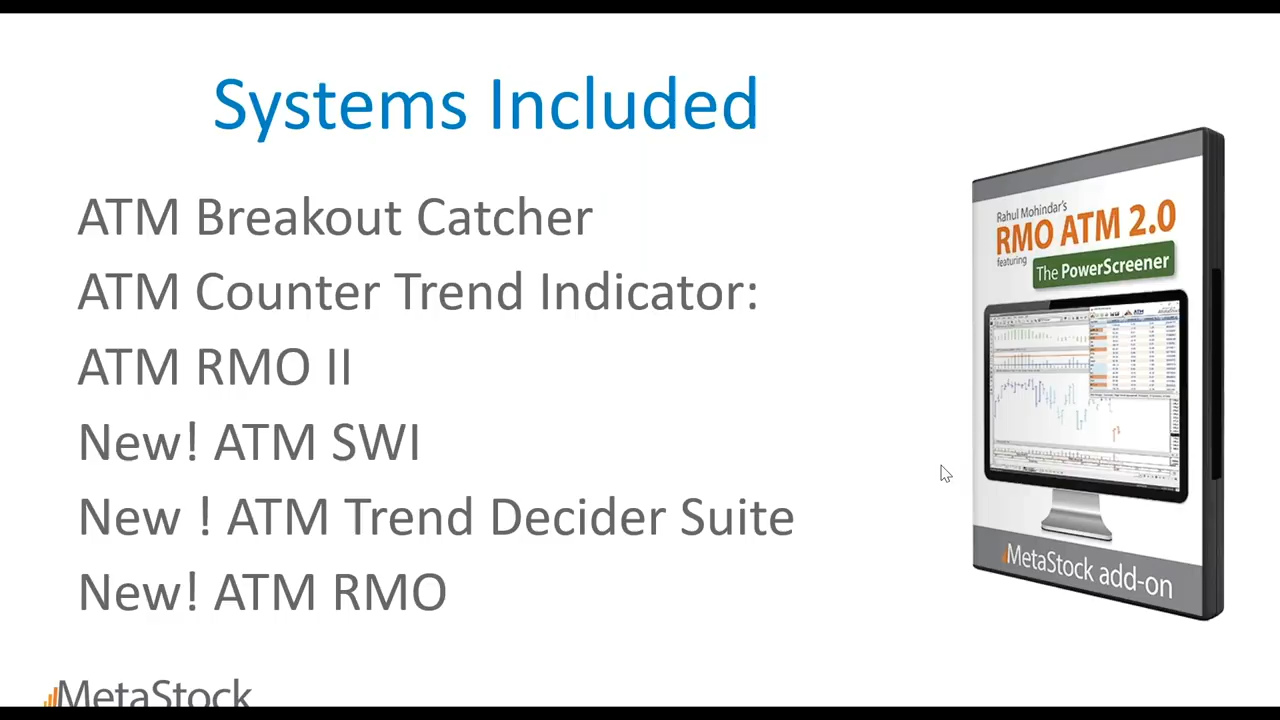 Systems Included
ATM Breakout Catcher
ATM Counter Trend Indicator:
ATM RMO II
New! ATM SWI
New ! ATM Trend Decider Suite
New! ATM RMO
Rahul Mohindar's
RMO ATM 2.0
featuring
The PowerScreener
MetaStock add-on
MetaStock